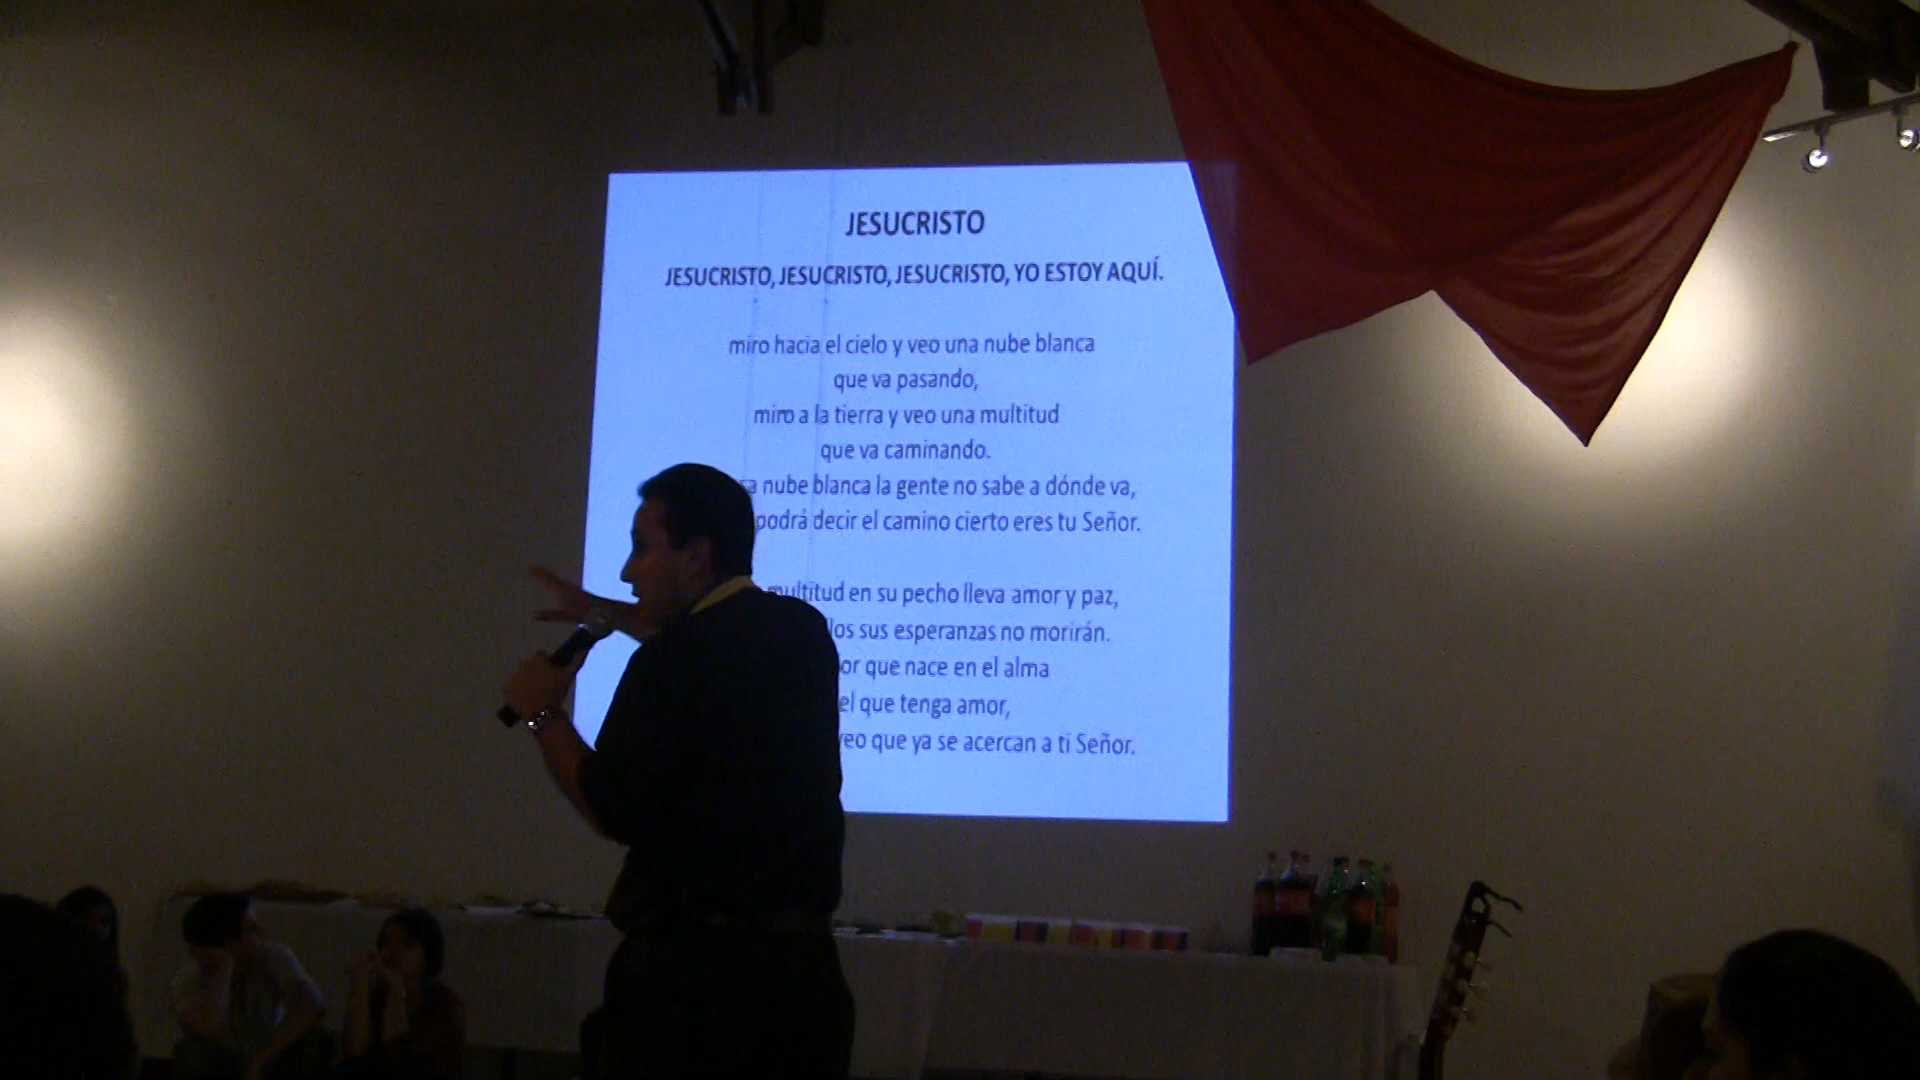 JESUCRISTO
JESUCRISTO, JESUCRISTO, JESUCRISTO, YO ESTOY AQUÍ.
miro hacia el cielo y veo una nube blanca
que va pasando,
miro a la tierra y veo una multitud
que va caminando.
nube blanca la gente no sabe a dónde va,
podrá decir el camino cierto eres tu Señor.
multitud en su pecho lleva amor y paz,
sus esperanzas no morirán.
que nace en el alma
el que tenga amor,
veo que ya se acercan a ti Señor.